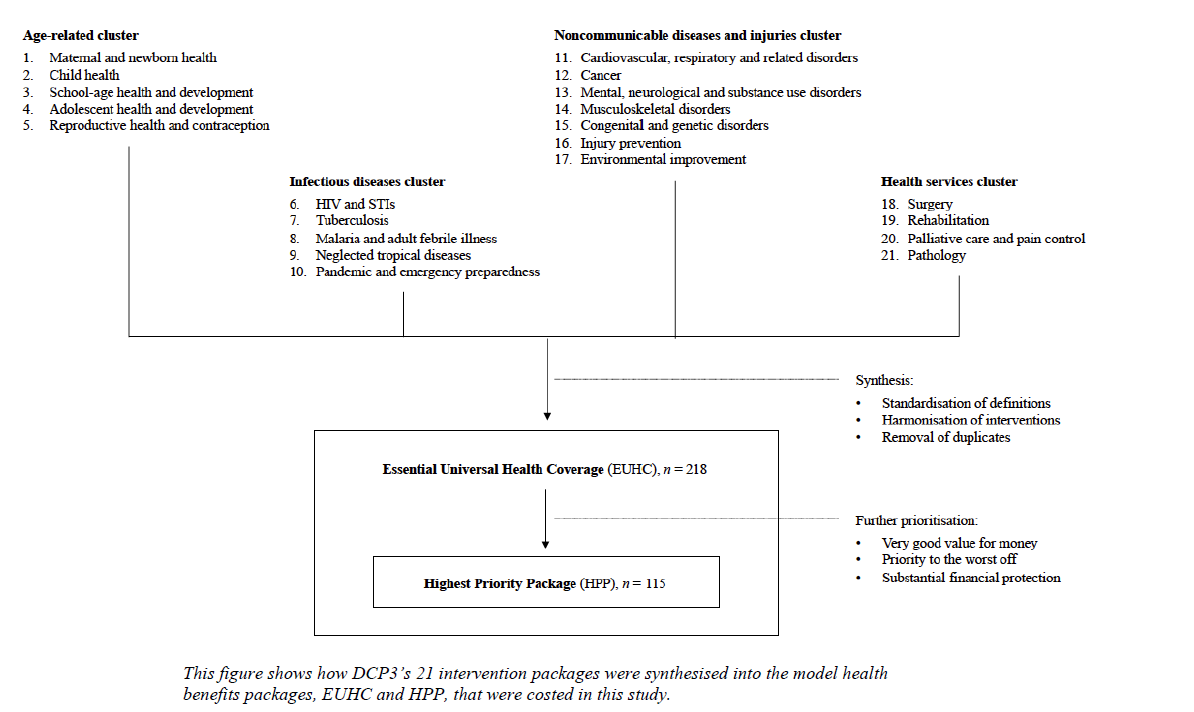 Age-related cluster
1. Maternal and newborn health
2. Child health
3. School-age health and development
4. Adolescent health and development
5. Reproductive health and contraception
Infectious diseases cluster
6. HIV and STIs
7. Tuberculosis
8. Malaria and adult febrile illness
9. Neglected tropical diseases
10. Pandemic and emergency preparedness
Noncommunicable diseases and injuries cluster
11. Cardiovascular, respiratory and related disorders
12. Cancer
13. Mental, neurological and substance use disorders
14. Musculoskeletal disorders
15. Congenital and genetic disorders
16. Injury prevention
17. Environmental improvement
Health services cluster
18. Surgery
19. Rehabilitation
20. Palliative care and pain control
21. Pathology
Synthesis:
• Standardisation of definitions
• Harmonisation of interventions
• Removal of duplicates
Essential Universal Health Coverage (EUHC), n = 218
Further prioritisation:
• Very good value for money
• Priority to the worst off
• Substantial financial protection
Highest Priority Package (HPP), n = 115
This figure shows how DCP3's 21 intervention packages were synthesised into the model health
benefits packages, EUHC and HPP, that were costed in this study.